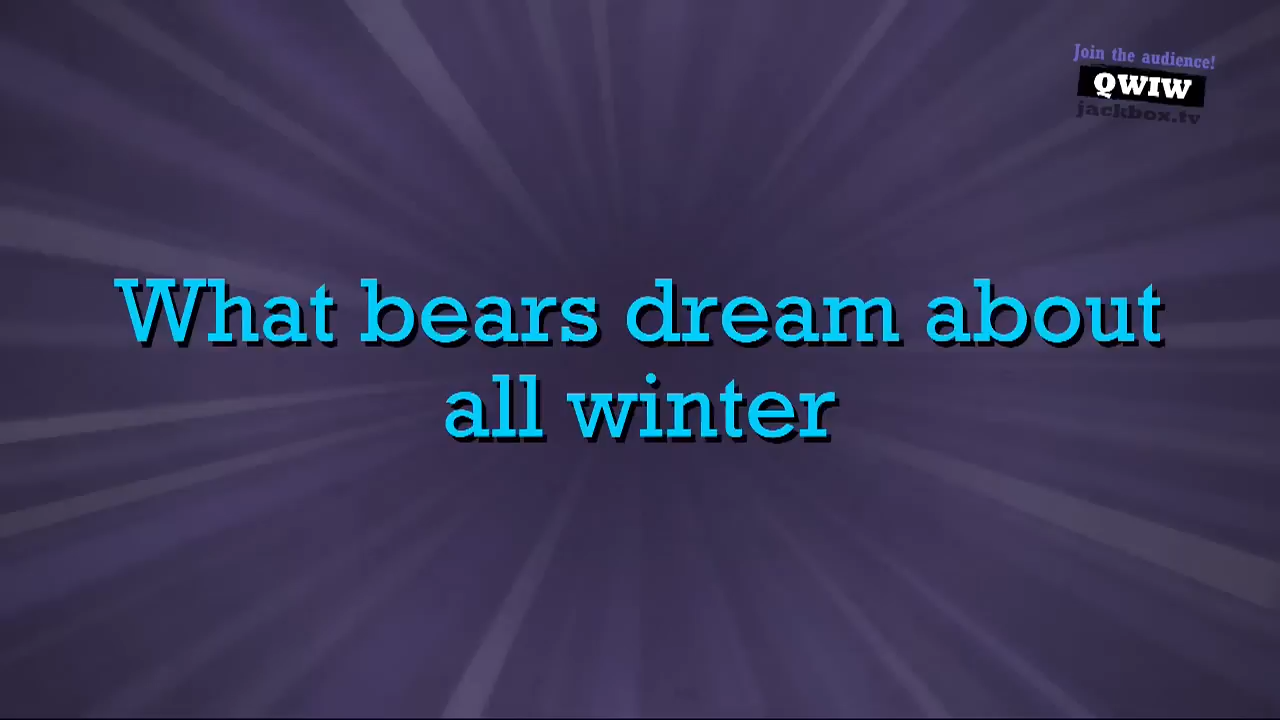 Join the audience!
QWIW
jackbox.tv
What bears dream about
all winter